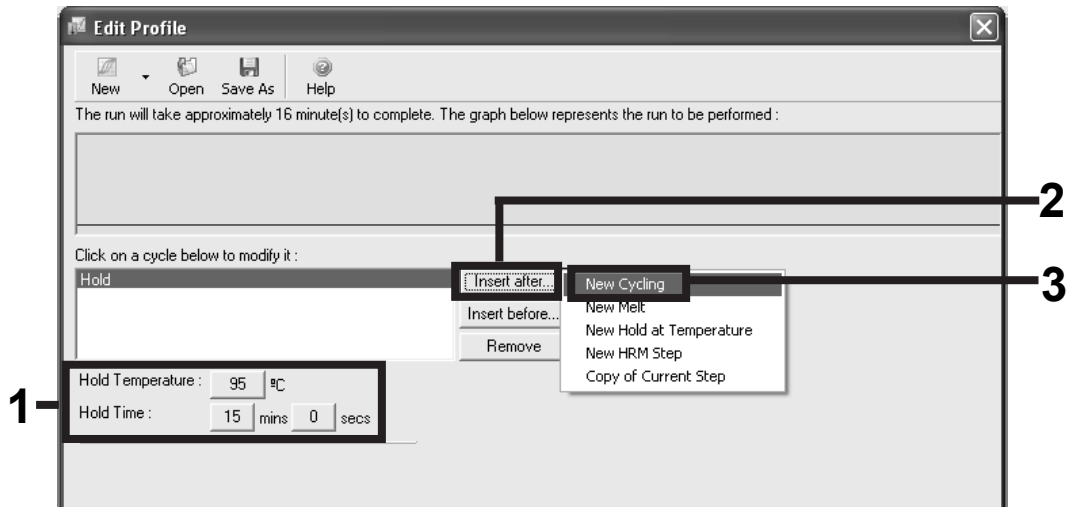 Edit Profile
New Open Save As Help
The run will take approximately 16 minute(s) to complete. The graph below represents the run to be performed :
2
Click on a cycle below to modify it :
Hold
Insert after...
New Cycling
3
Insert before...
New Melt
New Hold at Temperature
Remove
New HRM Step
Copy of Current Step
1
Hold Temperature : 95 ºC
Hold Time : 15 mins 0 secs